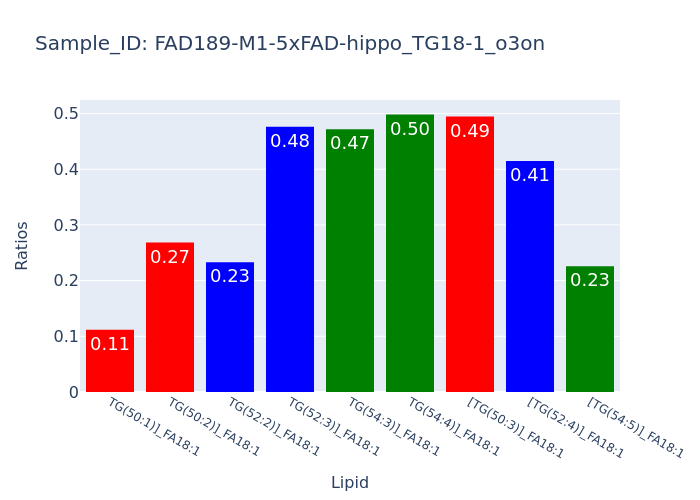 Sample_ID: FAD189-M1-5xFAD-hippo_TG18-1_o3on
Ratios
0.5
0.4
0.3
0.2
0.1
0
0.11
0.27
0.23
0.48
0.47
0.50
0.49
0.41
0.23
TG(50:1)]_FA18:1
TG(50:2)]_FA18:1
TG(52:2)]_FA18:1
TG(52:3)]_FA18:1
TG(54:3)]_FA18:1
TG(54:4)]_FA18:1
[TG(50:3)]_FA18:1
[TG(52:4)]_FA18:1
[TG(54:5)]_FA18:1
Lipid